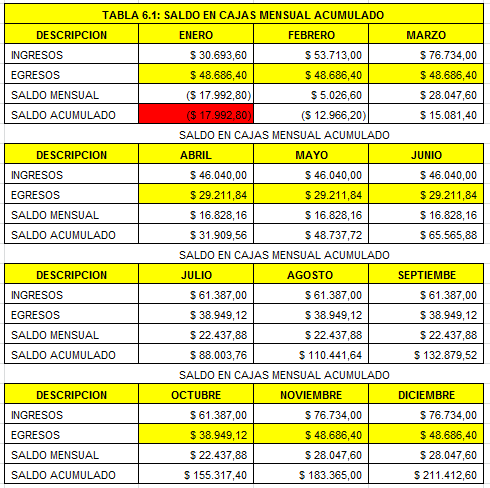 TABLA 6.1: SALDO EN CAJAS MENSUAL ACUMULADO
DESCRIPCION ENERO FEBRERO MARZO
INGRESOS $ 30.693,60 $ 53.713,00 $ 76.734,00
EGRESOS $ 48.686,40 $ 48.686,40 $ 48.686,40
SALDO MENSUAL ($ 17.992,80) $ 5.026,60 $ 28.047,60
SALDO ACUMULADO ($ 17.992,80) ($ 12.966,20) $ 15.081,40
SALDO EN CAJAS MENSUAL ACUMULADO
DESCRIPCION ABRIL MAYO JUNIO
INGRESOS $ 46.040,00 $ 46.040,00 $ 46.040,00
EGRESOS $ 29.211,84 $ 29.211,84 $ 29.211,84
SALDO MENSUAL $ 16.828,16 $ 16.828,16 $ 16.828,16
SALDO ACUMULADO $ 31.909,56 $ 48.737,72 $ 65.565,88
SALDO EN CAJAS MENSUAL ACUMULADO
DESCRIPCION JULIO AGOSTO SEPTIEMBE
INGRESOS $ 61.387,00 $ 61.387,00 $ 61.387,00
EGRESOS $ 38.949,12 $ 38.949,12 $ 38.949,12
SALDO MENSUAL $ 22.437,88 $ 22.437,88 $ 22.437,88
SALDO ACUMULADO $ 88.003,76 $ 110.441,64 $ 132.879,52
SALDO EN CAJAS MENSUAL ACUMULADO
DESCRIPCION OCTUBRE NOVIEMBRE DICIEMBRE
INGRESOS $ 61.387,00 $ 76.734,00 $ 76.734,00
EGRESOS $ 38.949,12 $ 48.686,40 $ 48.686,40
SALDO MENSUAL $ 22.437,88 $ 28.047,60 $ 28.047,60
SALDO ACUMULADO $ 155.317,40 $ 183.365,00 $ 211.412,60